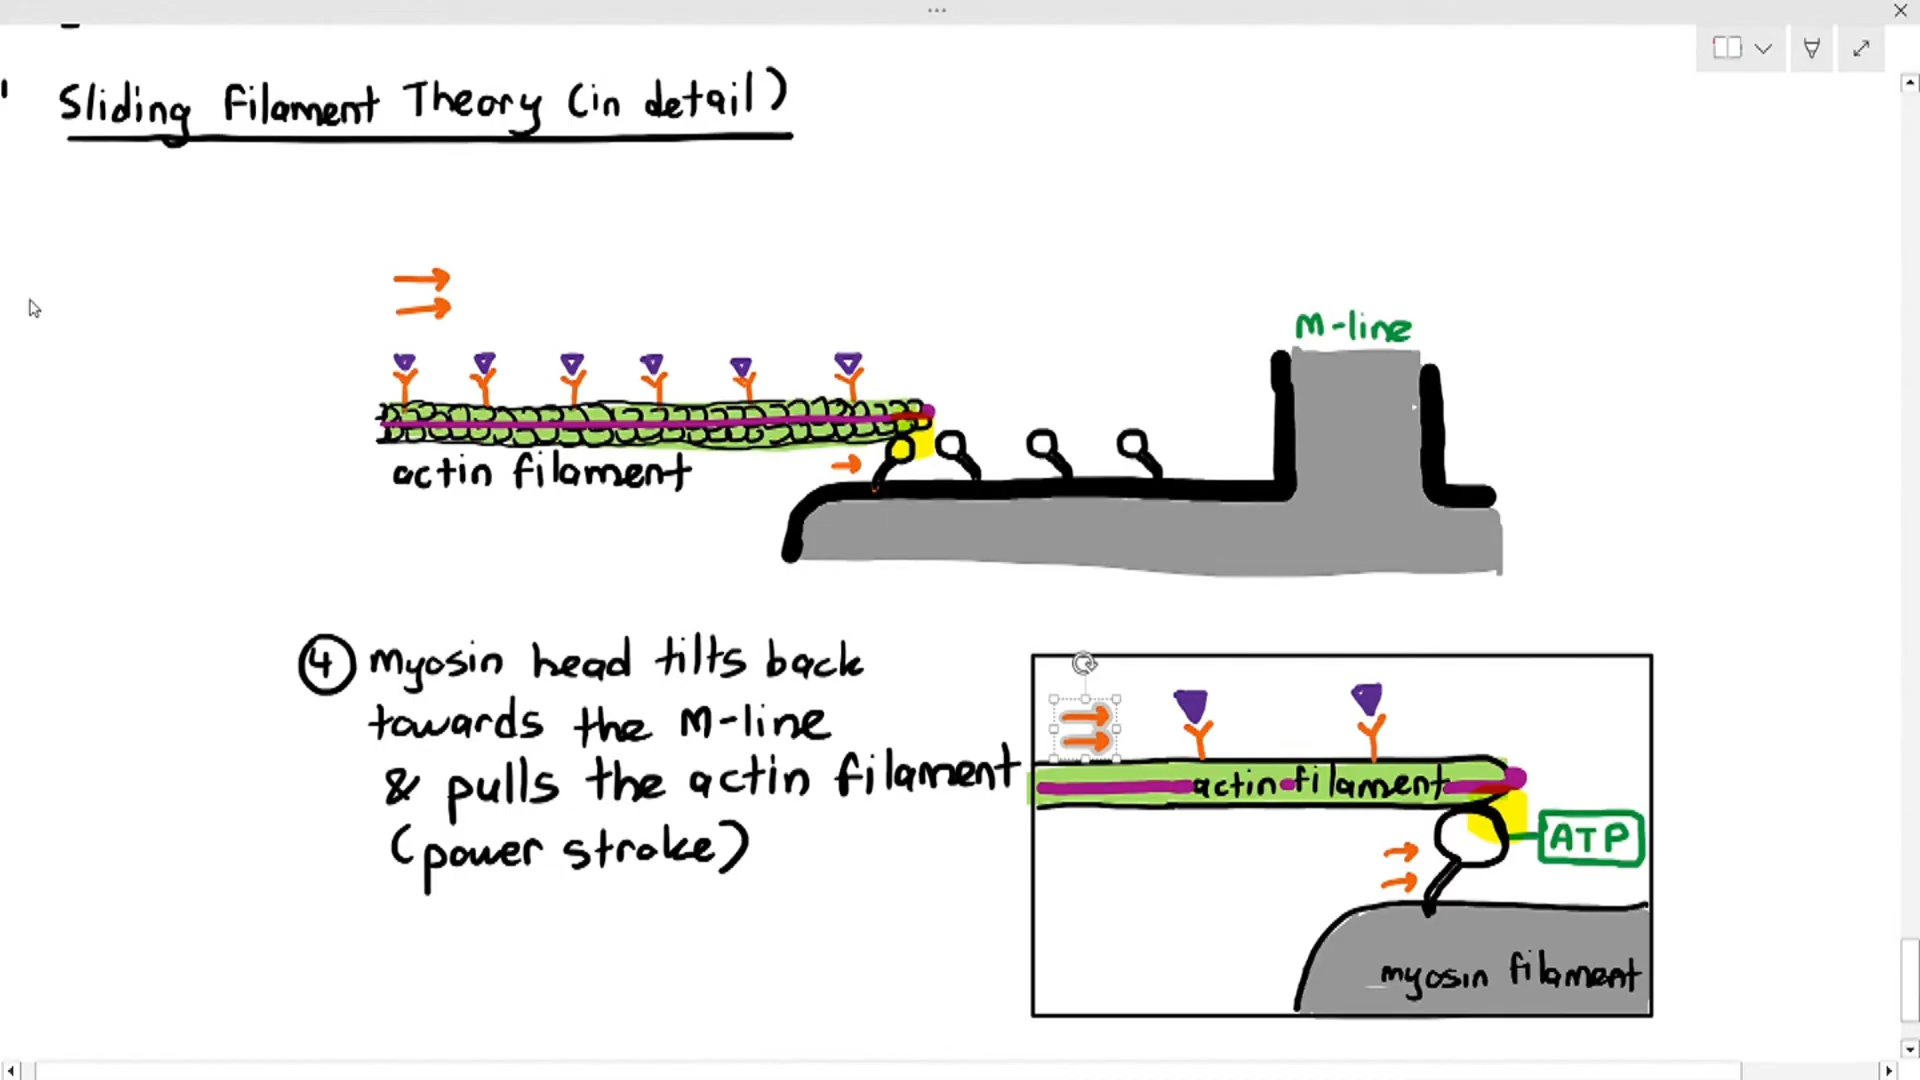 Sliding Filament Theory (in detail)
M-line
actin filament
④ myosin head tilts back
towards the M-line
& pulls the actin filament
(power stroke)
actin filament
ATP
myosin filament